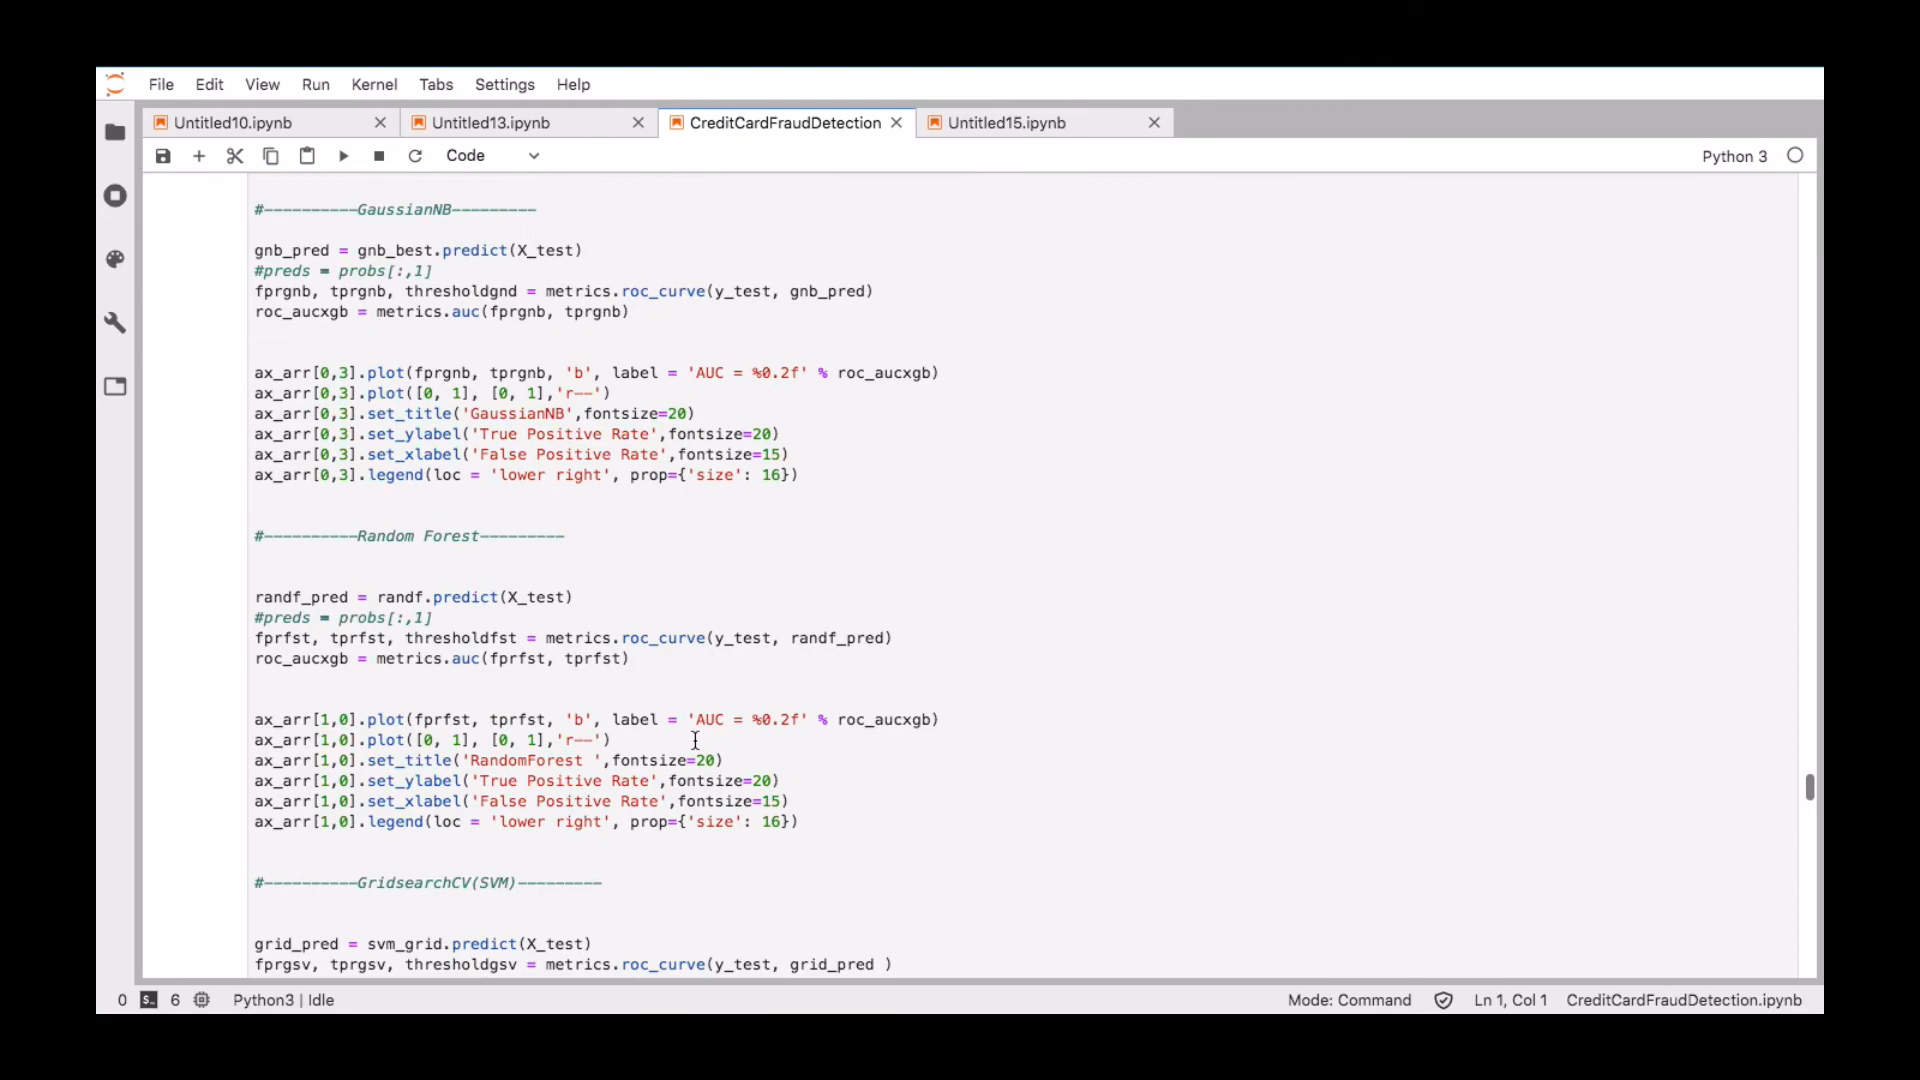 File Edit View Run Kernel Tabs Settings Help
Untitled10.ipynb Untitled13.ipynb CreditCardFraudDetection Untitled15.ipynb
Code Python 3
#----------GaussianNB---------
gnb_pred = gnb_best.predict(X_test)
#preds = probs[:,1]
fprgnb, tprgnb, thresholdgnd = metrics.roc_curve(y_test, gnb_pred)
roc_aucxgb = metrics.auc(fprgnb, tprgnb)
ax_arr[0,3].plot(fprgnb, tprgnb, 'b', label = 'AUC = %0.2f' % roc_aucxgb)
ax_arr[0,3].plot([0, 1], [0, 1],'r--')
ax_arr[0,3].set_title('GaussianNB',fontsize=20)
ax_arr[0,3].set_ylabel('True Positive Rate',fontsize=20)
ax_arr[0,3].set_xlabel('False Positive Rate',fontsize=15)
ax_arr[0,3].legend(loc = 'lower right', prop={'size': 16})
#----------Random Forest---------
randf_pred = randf.predict(X_test)
#preds = probs[:,1]
fprfst, tprfst, thresholdfst = metrics.roc_curve(y_test, randf_pred)
roc_aucxgb = metrics.auc(fprfst, tprfst)
ax_arr[1,0].plot(fprfst, tprfst, 'b', label = 'AUC = %0.2f' % roc_aucxgb)
ax_arr[1,0].plot([0, 1], [0, 1],'r--')
ax_arr[1,0].set_title('RandomForest ',fontsize=20)
ax_arr[1,0].set_ylabel('True Positive Rate',fontsize=20)
ax_arr[1,0].set_xlabel('False Positive Rate',fontsize=15)
ax_arr[1,0].legend(loc = 'lower right', prop={'size': 16})
#----------GridsearchCV(SVM)---------
grid_pred = svm_grid.predict(X_test)
fprgsv, tprgsv, thresholdgsv = metrics.roc_curve(y_test, grid_pred )
0 6 Python3 | Idle Mode: Command Ln 1, Col 1 CreditCardFraudDetection.ipynb